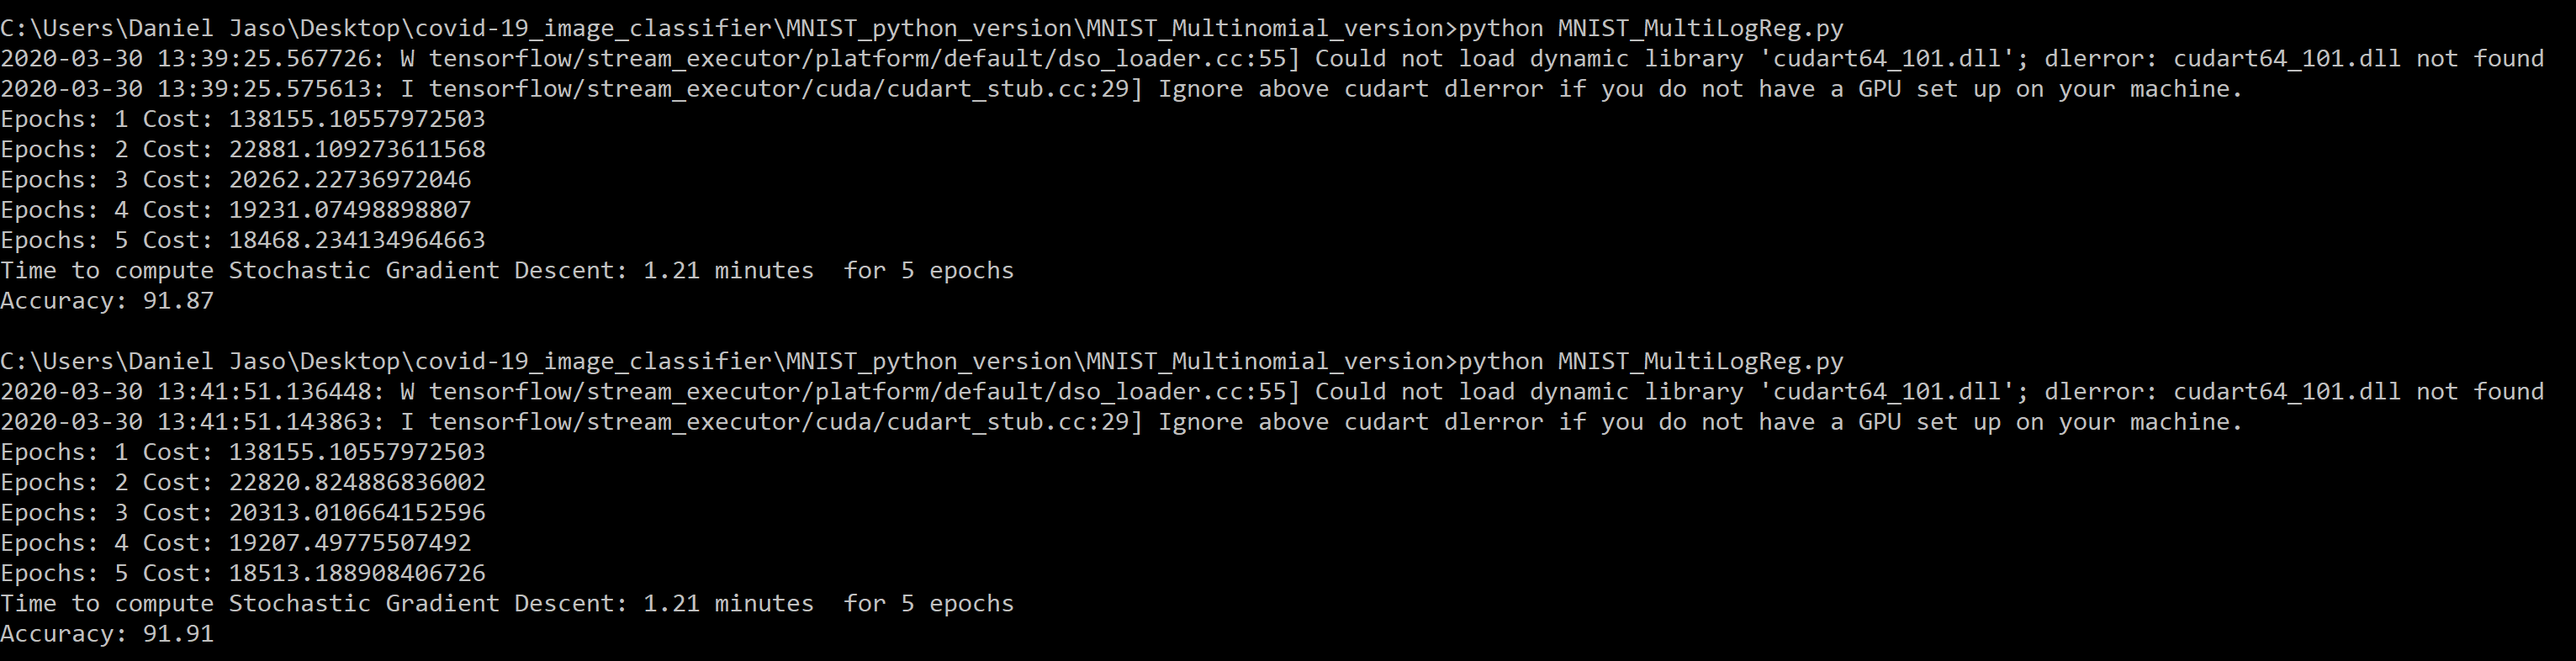 C:\Users\Daniel Jaso\Desktop\covid-19_image_classifier\MNIST_python_version\MNIST_Multinomial_version>python MNIST_MultiLogReg.py
2020-03-30 13:39:25.567726: W tensorflow/stream_executor/platform/default/dso_loader.cc:55] Could not load dynamic library 'cudart64_101.dll'; dlerror: cudart64_101.dll not found
2020-03-30 13:39:25.575613: I tensorflow/stream_executor/cuda/cudart_stub.cc:29] Ignore above cudart dlerror if you do not have a GPU set up on your machine.
Epochs: 1 Cost: 138155.10557972503
Epochs: 2 Cost: 22881.109273611568
Epochs: 3 Cost: 20262.22736972046
Epochs: 4 Cost: 19231.07498898807
Epochs: 5 Cost: 18468.234134964663
Time to compute Stochastic Gradient Descent: 1.21 minutes  for 5 epochs
Accuracy: 91.87
C:\Users\Daniel Jaso\Desktop\covid-19_image_classifier\MNIST_python_version\MNIST_Multinomial_version>python MNIST_MultiLogReg.py
2020-03-30 13:41:51.136448: W tensorflow/stream_executor/platform/default/dso_loader.cc:55] Could not load dynamic library 'cudart64_101.dll'; dlerror: cudart64_101.dll not found
2020-03-30 13:41:51.143863: I tensorflow/stream_executor/cuda/cudart_stub.cc:29] Ignore above cudart dlerror if you do not have a GPU set up on your machine.
Epochs: 1 Cost: 138155.10557972503
Epochs: 2 Cost: 22820.824886836002
Epochs: 3 Cost: 20313.010664152596
Epochs: 4 Cost: 19207.49775507492
Epochs: 5 Cost: 18513.188908406726
Time to compute Stochastic Gradient Descent: 1.21 minutes  for 5 epochs
Accuracy: 91.91